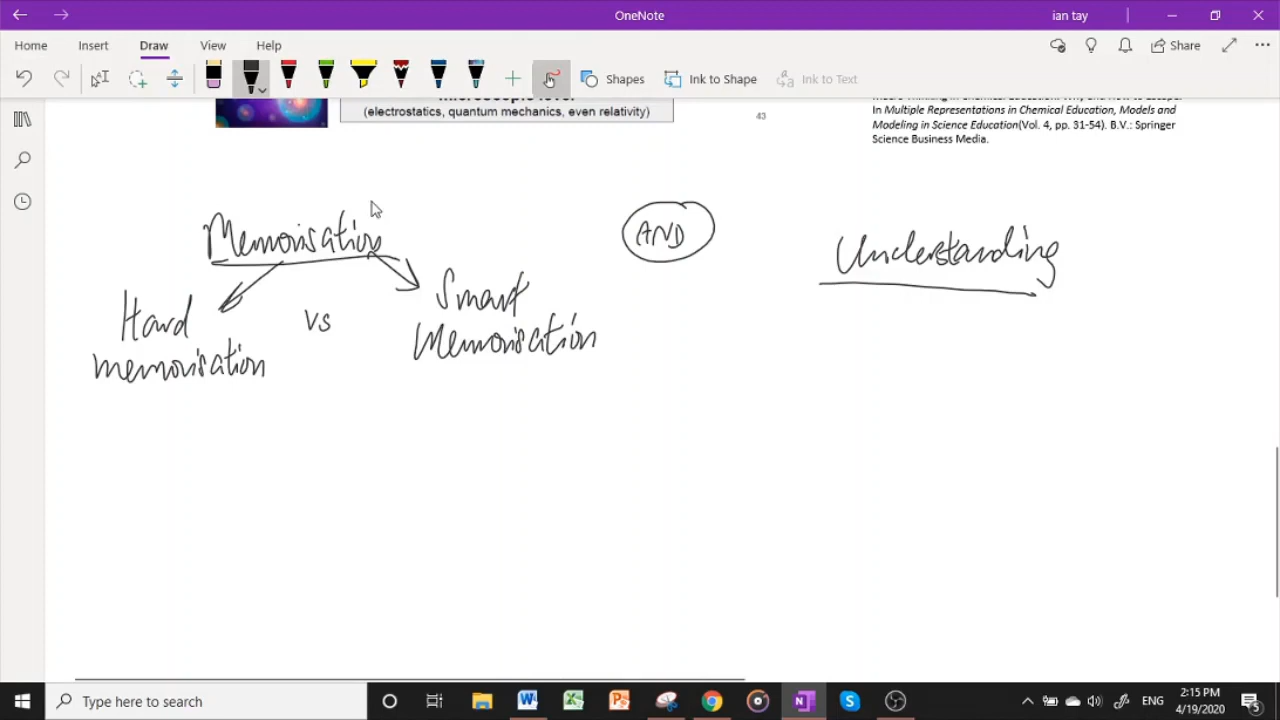 OneNote
ian tay
Home
Insert
Draw
View
Help
Share
Shapes
Ink to Shape
Ink to Text
(electrostatics, quantum mechanics, even relativity)
43
In Multiple Representations in Chemical Education, Models and
Modeling in Science Education(Vol. 4, pp. 31-54). B.V.: Springer
Science Business Media.
Memorisation
AND
Understanding
Hard
memorisation
vs
Smart
Memorisation
Type here to search
ENG
2:15 PM
4/19/2020
5